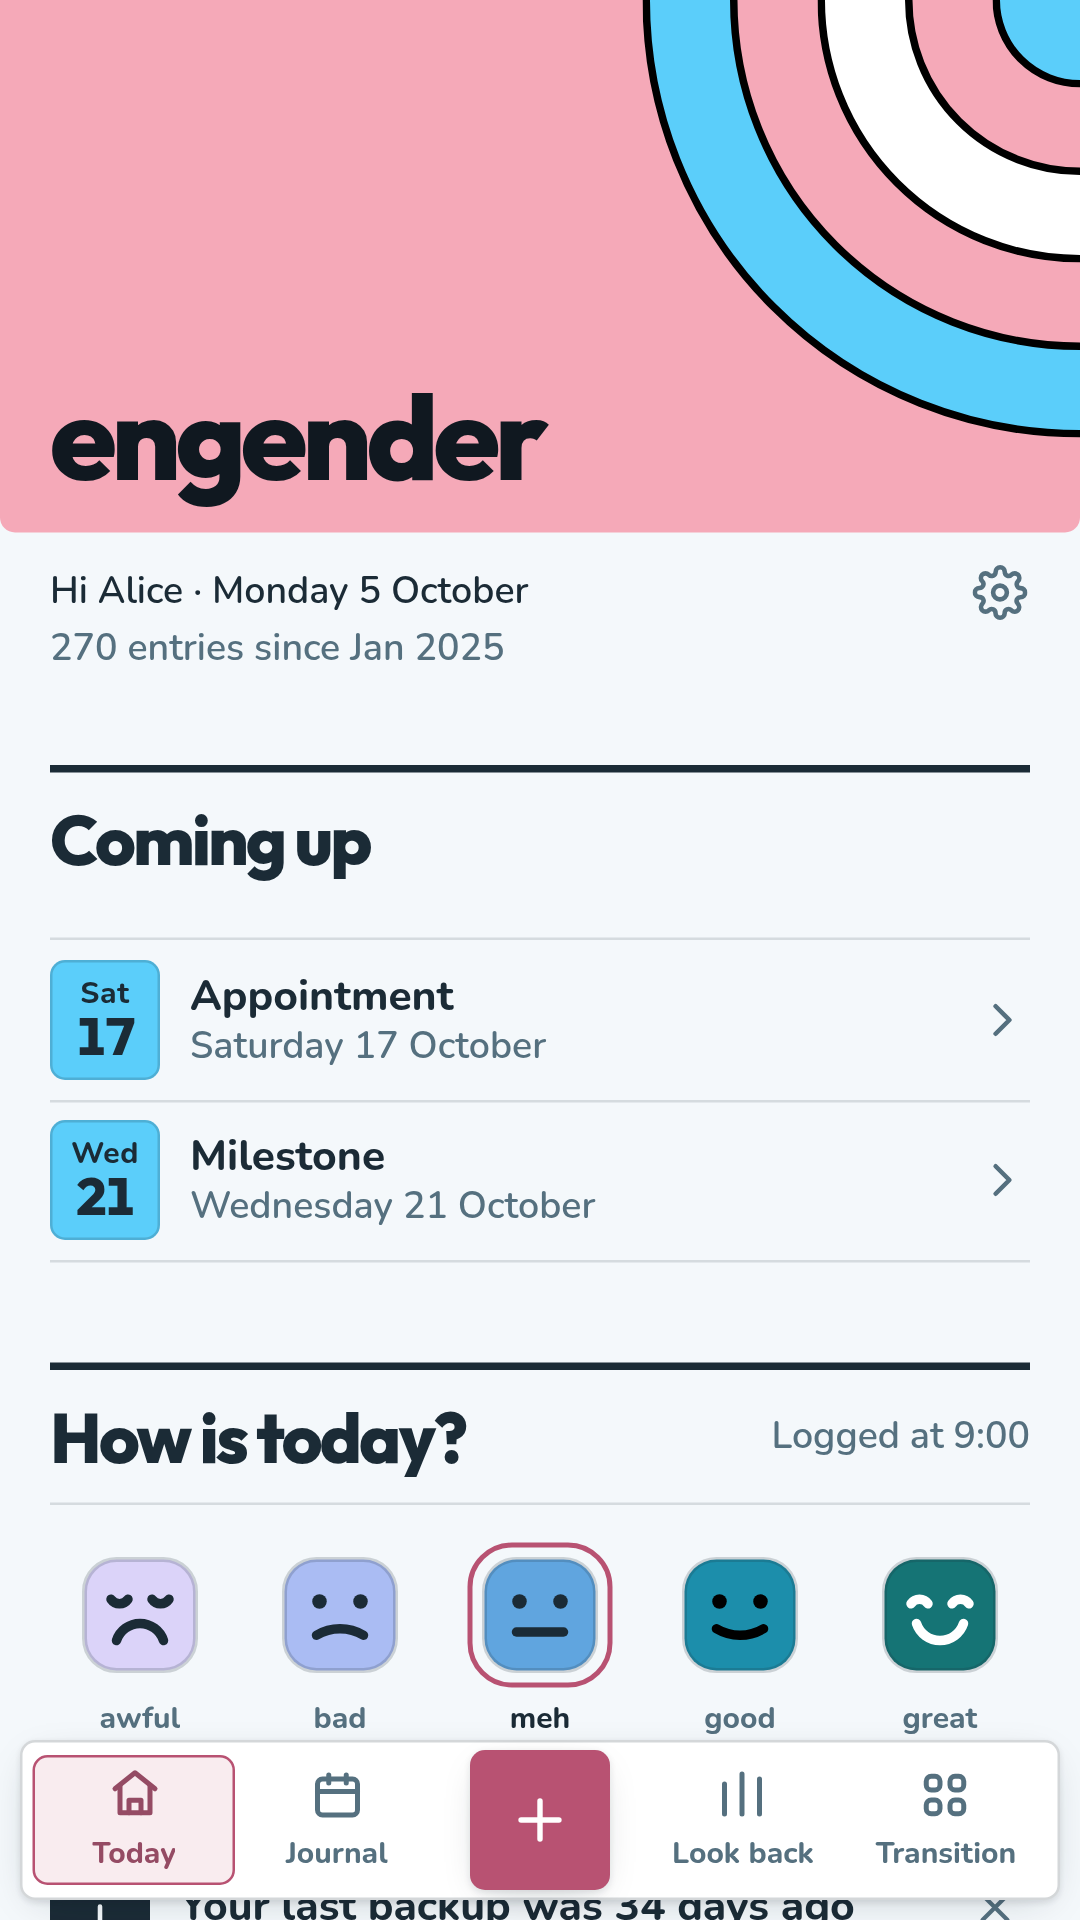 engender
Hi Alice · Monday 5 October
270 entries since Jan 2025
Coming up
Sat
17
Appointment
Saturday 17 October
Wed
21
Milestone
Wednesday 21 October
How is today?
Logged at 9:00
awful
bad
meh
good
great
Today
Journal
Look back
Transition
Your last backup was 34 days ago